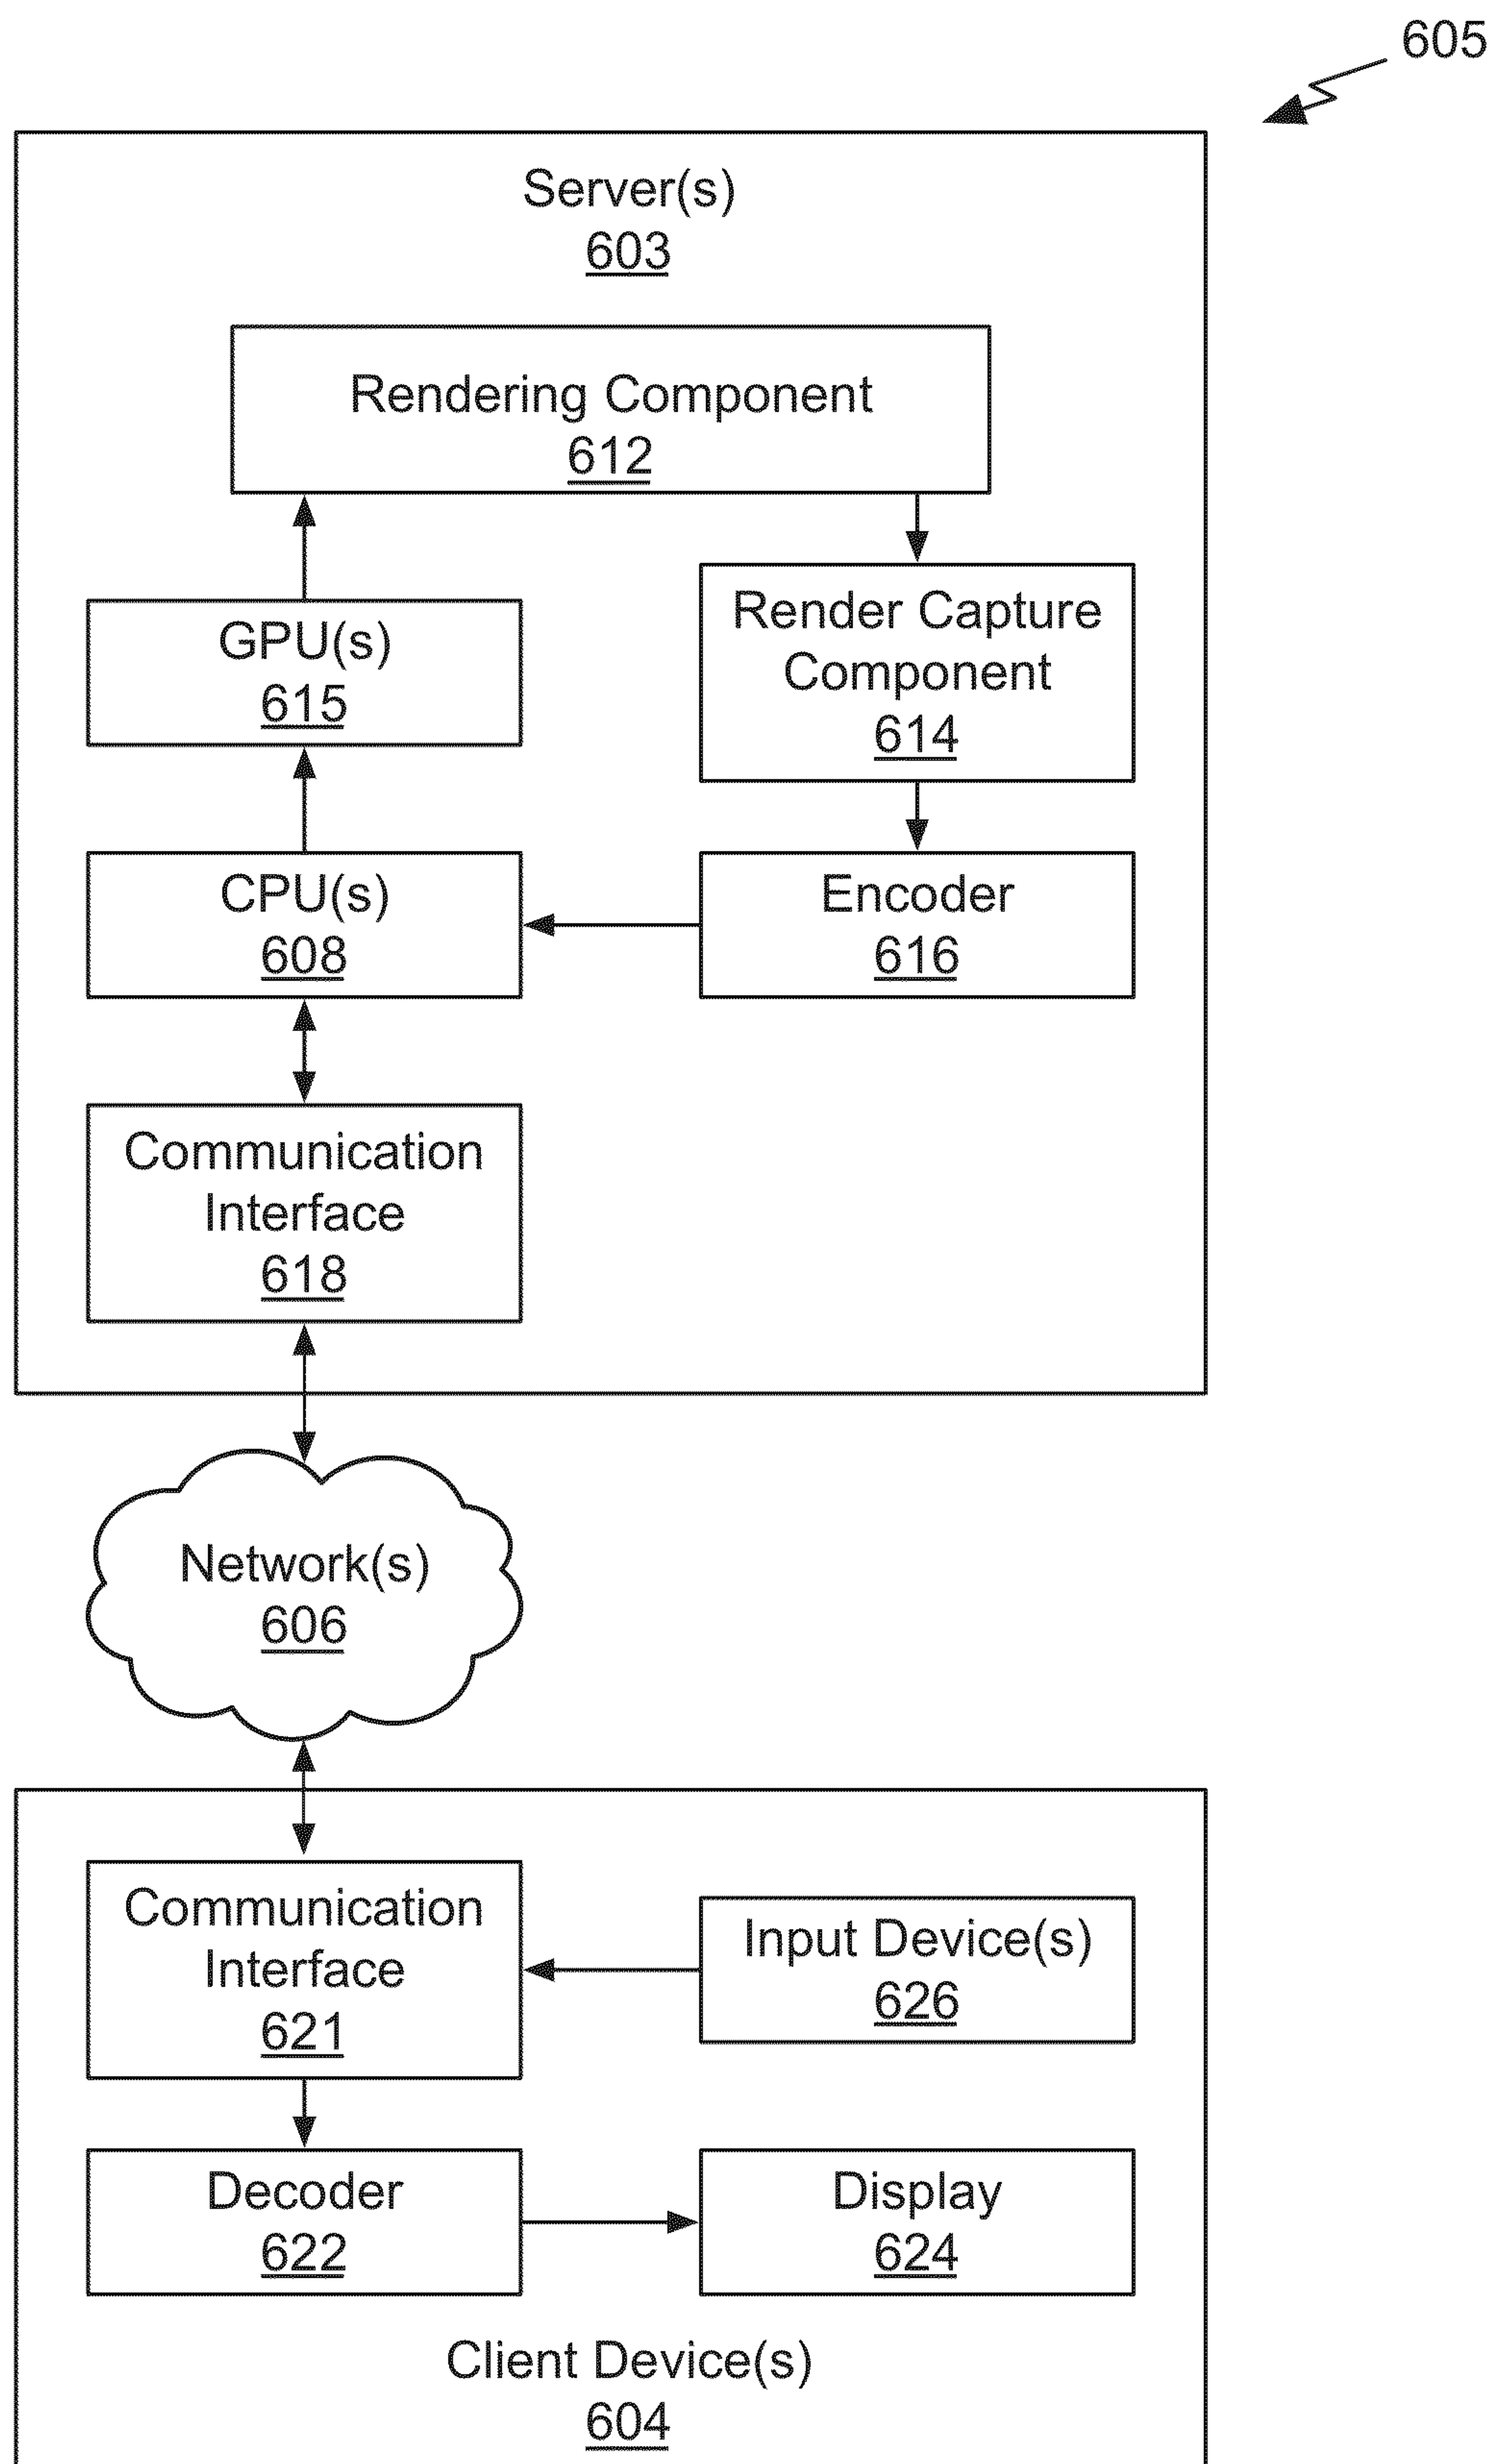 605
Server(s)
603
Rendering Component
612
GPU(s)
615
Render Capture
Component
614
CPU(s)
608
Encoder
616
Communication
Interface
618
Network(s)
606
Communication
Interface
621
Input Device(s)
626
Decoder
622
Display
624
Client Device(s)
604